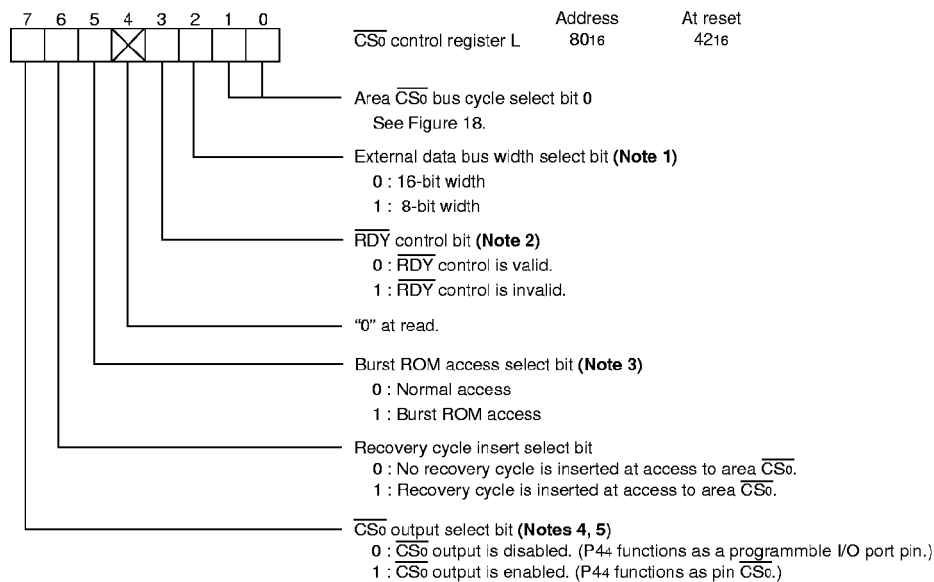 7 6 5 4 3 2 1 0
Address At reset
CS0 control register L 8016 4216
Area CS0 bus cycle select bit 0
See Figure 18.
External data bus width select bit (Note 1)
0 : 16-bit width
1 : 8-bit width
RDY control bit (Note 2)
0 : RDY control is valid.
1 : RDY control is invalid.
“0” at read.
Burst ROM access select bit (Note 3)
0 : Normal access
1 : Burst ROM access
Recovery cycle insert select bit
0 : No recovery cycle is inserted at access to area CS0.
1 : Recovery cycle is inserted at access to area CS0.
CS0 output select bit (Notes 4, 5)
0 : CS0 output is disabled. (P44 functions as a programmble I/O port pin.)
1 : CS0 output is enabled. (P44 functions as pin CS0.)